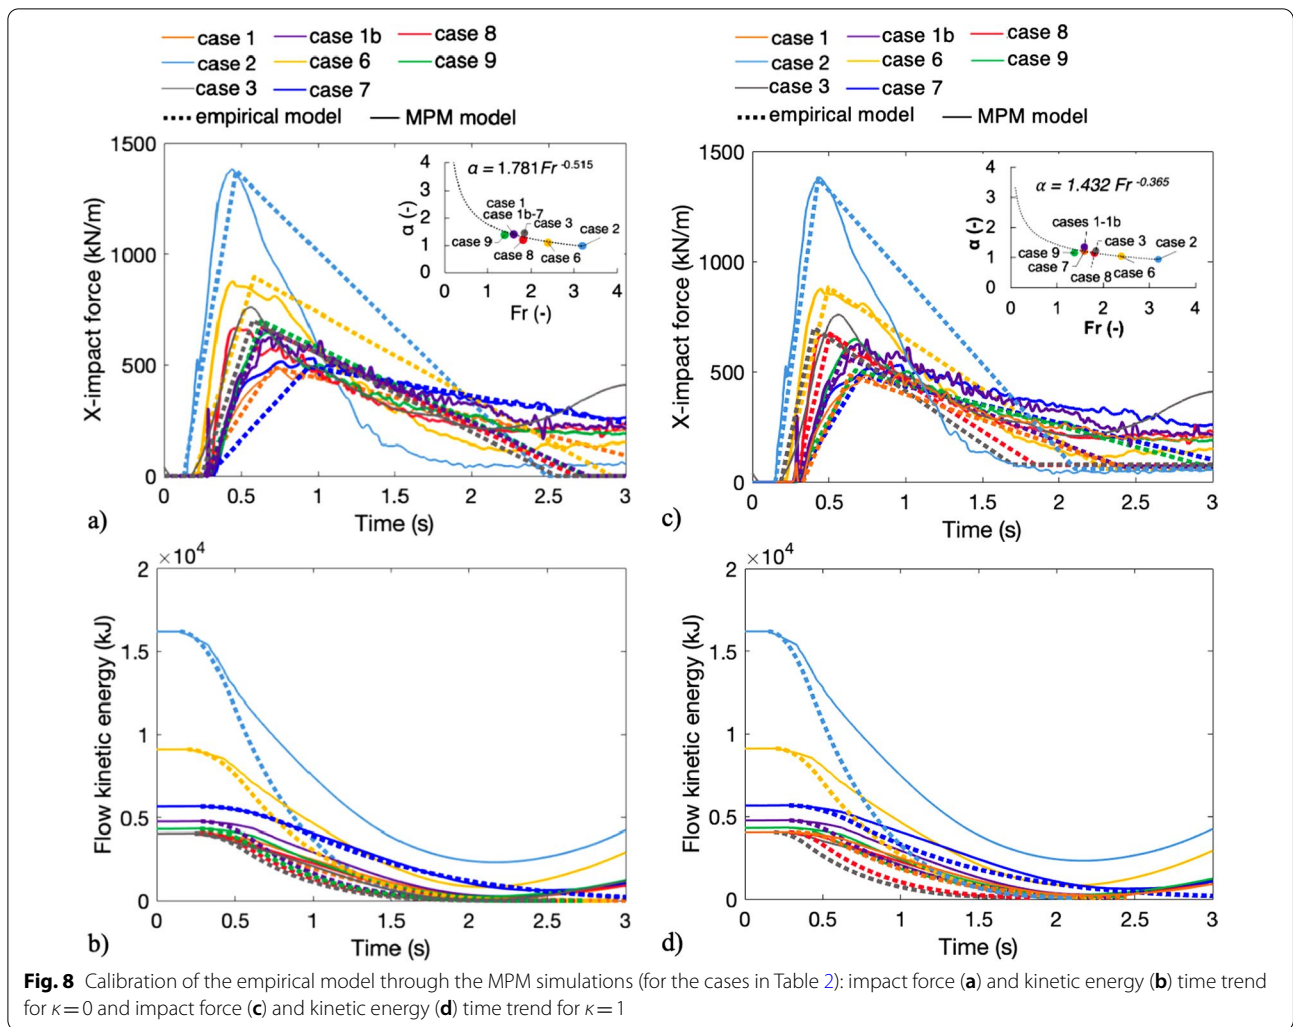 case 1 case 1b case 8
case 2 case 6 case 9
case 3 case 7
empirical model MPM model
1500
1000
500
0
X-impact force (kN/m)
0 0.5 1 1.5 2 2.5 3
Time (s)
a)
4
3
2
1
0
α (-)
α = 1.781 Fr -0.515
case 1
case 1b-7
case 3
case 2
case 9
case 8
case 6
0 1 2 3 4
Fr (-)
case 1 case 1b case 8
case 2 case 6 case 9
case 3 case 7
empirical model MPM model
1500
1000
500
0
X-impact force (kN/m)
0 0.5 1 1.5 2 2.5 3
Time (s)
c)
4
3
2
1
0
α (-)
α = 1.432 Fr -0.365
cases 1-1b
case 3
case 2
case 9
case 7
case 8
case 6
0 1 2 3 4
Fr (-)
×10⁴
2
1.5
1
0.5
0
Flow kinetic energy (kJ)
0 0.5 1 1.5 2 2.5 3
Time (s)
b)
×10⁴
2
1.5
1
0.5
0
Flow kinetic energy (kJ)
0 0.5 1 1.5 2 2.5 3
Time (s)
d)
Fig. 8 Calibration of the empirical model through the MPM simulations (for the cases in Table 2): impact force (a) and kinetic energy (b) time trend
for κ = 0 and impact force (c) and kinetic energy (d) time trend for κ = 1